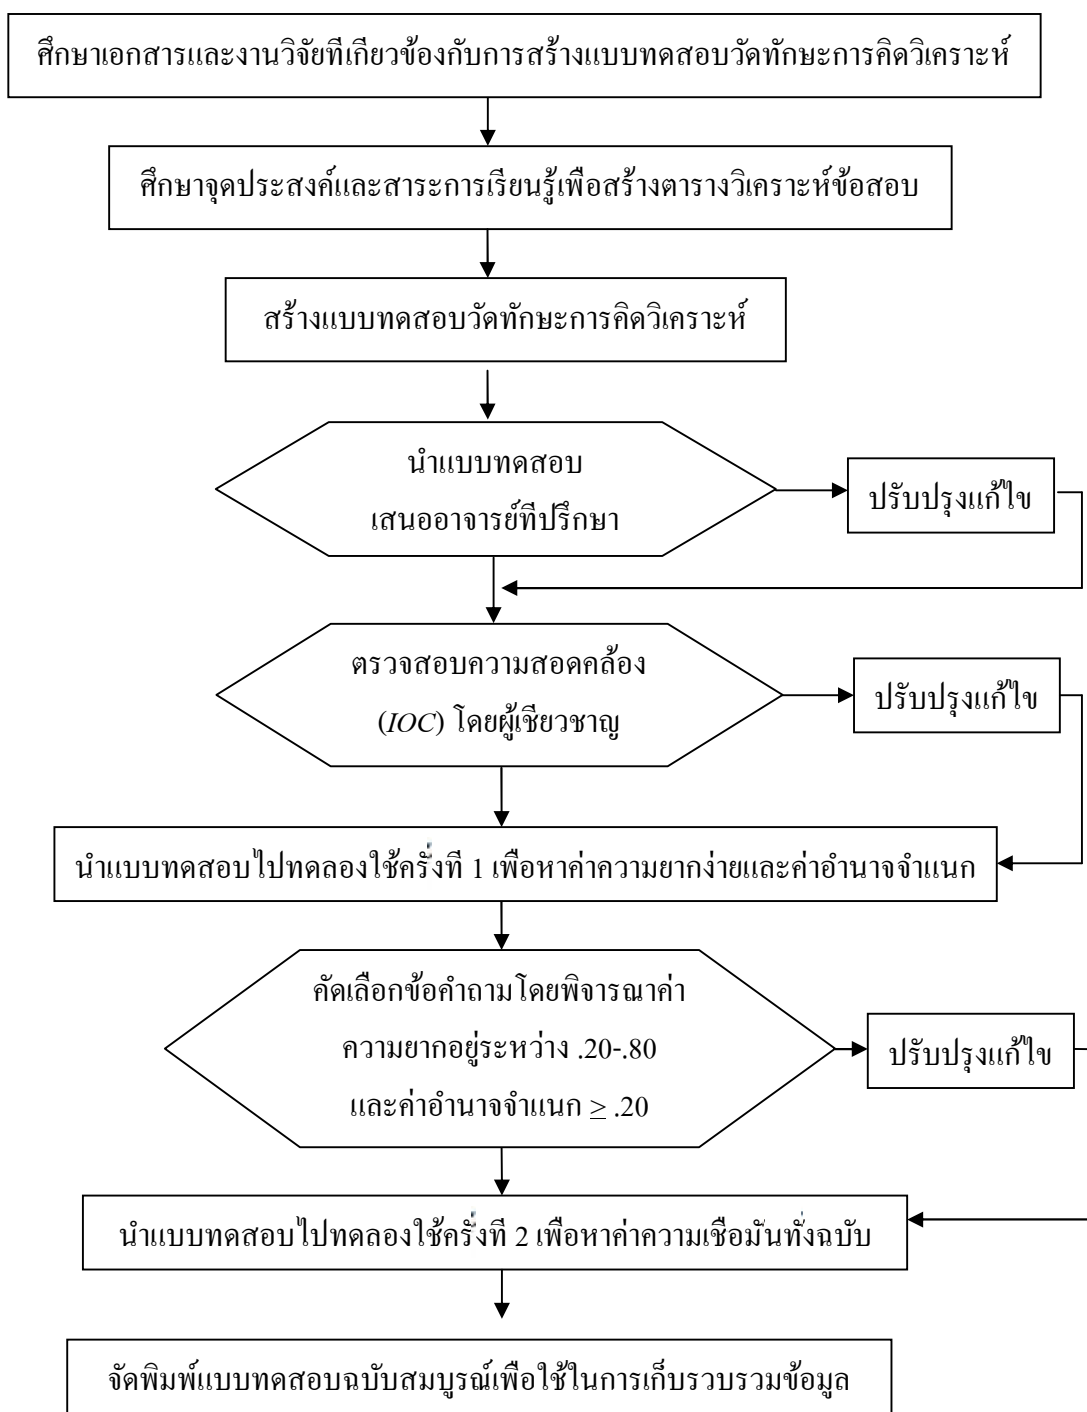 ศึกษาเอกสารและงานวิจัยทีเกียวข้องกับการสร้างแบบทดสอบวัดทักษะการคิดวิเคราะห์
ศึกษาจุดประสงค์และสาระการเรียนรู้เพือสร้างตารางวิเคราะห์ข้อสอบ
สร้างแบบทดสอบวัดทักษะการคิดวิเคราะห์
นำแบบทดสอบ
เสนออาจารย์ทีปรึกษา
ปรับปรุงแก้ไข
ตรวจสอบความสอดคล้อง
(IOC) โดยผู้เชียวชาญ
ปรับปรุงแก้ไข
นำแบบทดสอบไปทดลองใช้ครั้งที 1 เพือหาค่าความยากง่ายและค่าอำนาจจำแนก
คัดเลือกข้อคำถามโดยพิจารณาค่า
ความยากอยู่ระหว่าง .20-.80
และค่าอำนาจจำแนก ≥ .20
ปรับปรุงแก้ไข
นำแบบทดสอบไปทดลองใช้ครั้งที 2 เพือหาค่าความเชือมันทั้งฉบับ
จัดพิมพ์แบบทดสอบฉบับสมบูรณ์เพือใช้ในการเก็บรวบรวมข้อมูล